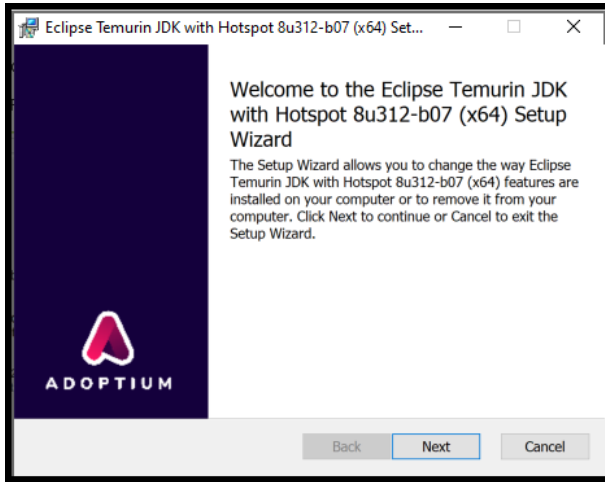 Eclipse Temurin JDK with Hotspot 8u312-b07 (x64) Set...
Welcome to the Eclipse Temurin JDK
with Hotspot 8u312-b07 (x64) Setup
Wizard
The Setup Wizard allows you to change the way Eclipse
Temurin JDK with Hotspot 8u312-b07 (x64) features are
installed on your computer or to remove it from your
computer. Click Next to continue or Cancel to exit the
Setup Wizard.
ADOPTIUM
Back Next Cancel